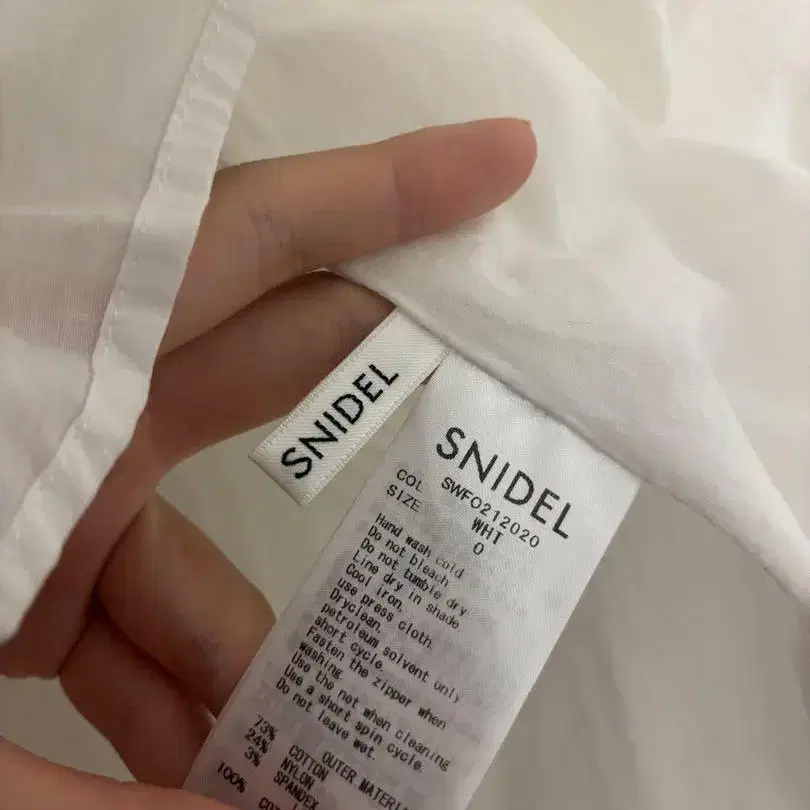 SNIDEL
SNIDEL
SWFO212020
COL WHT
SIZE 0
Hand wash cold
Do not bleach
Do not tumble dry
Line dry in shade.
Cool iron.
use press cloth.
Dryclean.
petroleum solvent only
short cycle.
Fasten the zipper when
washing.
Use the net when cleaning
Use a short spin cycle.
Do not leave wet.
OUTER MATERIA
73% COTTON
24% NYLON
3% SPANDEX
100% CO